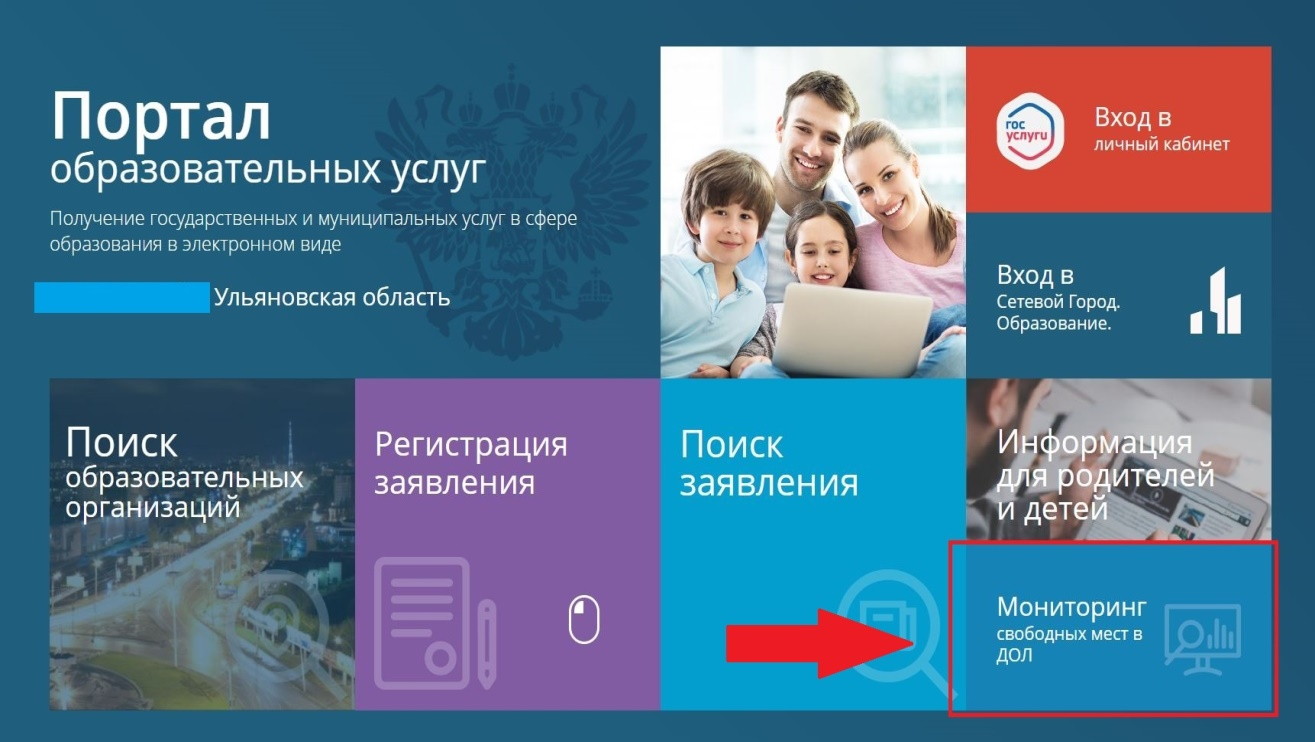 Портал
образовательных услуг
Получение государственных и муниципальных услуг в сфере
образования в электронном виде
Ульяновская область
гос
услуги
Вход в
личный кабинет
Вход в
Сетевой Город.
Образование.
Поиск
образовательных
организаций
Регистрация
заявления
Поиск
заявления
Информация
для родителей
и детей
Мониторинг
свободных мест в
ДОЛ